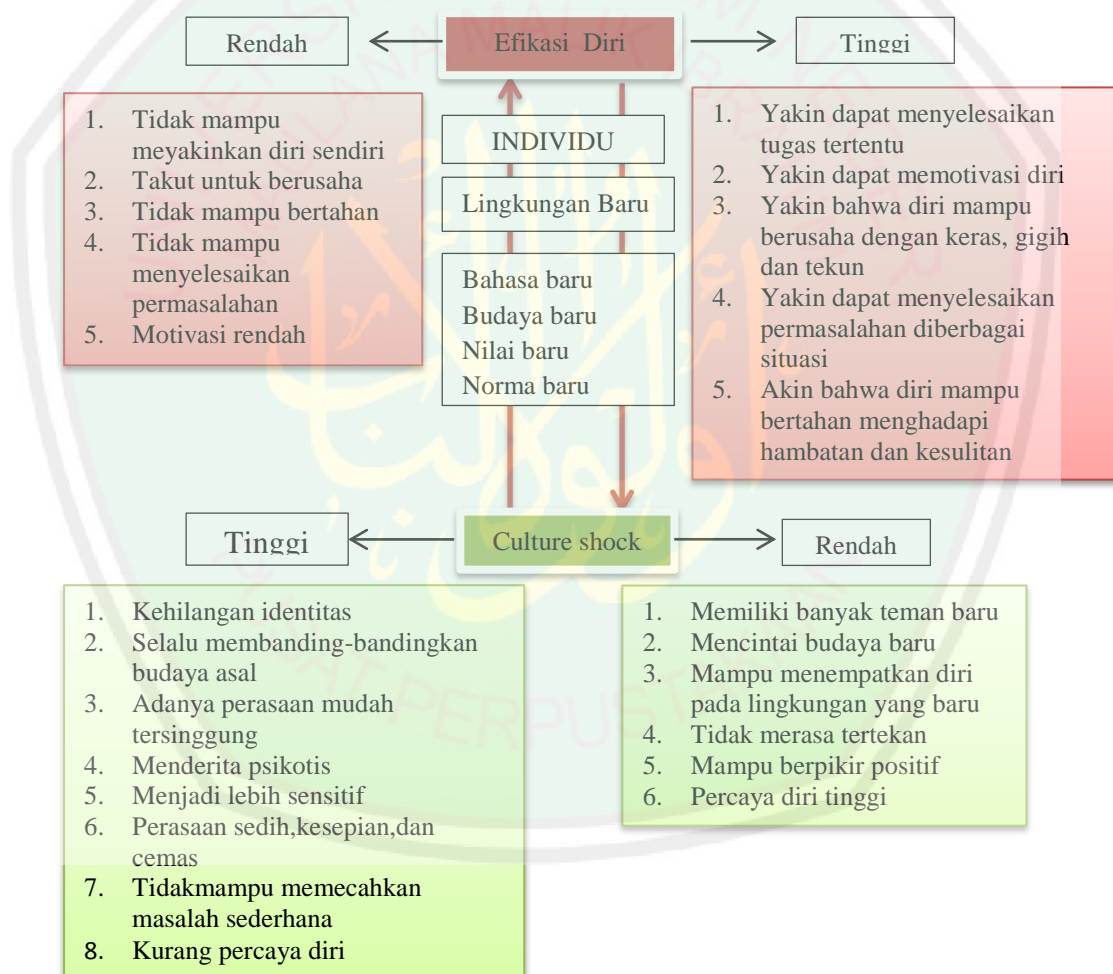 Rendah
Efikasi Diri
Tinggi
1. Tidak mampu
meyakinkan diri sendiri
2. Takut untuk berusaha
3. Tidak mampu bertahan
4. Tidak mampu
menyelesaikan
permasalahan
5. Motivasi rendah
INDIVIDU
Lingkungan Baru
Bahasa baru
Budaya baru
Nilai baru
Norma baru
1. Yakin dapat menyelesaikan
tugas tertentu
2. Yakin dapat memotivasi diri
3. Yakin bahwa diri mampu
berusaha dengan keras, gigih
dan tekun
4. Yakin dapat menyelesaikan
permasalahan diberbagai
situasi
5. Akin bahwa diri mampu
bertahan menghadapi
hambatan dan kesulitan
Tinggi
Culture shock
Rendah
1. Kehilangan identitas
2. Selalu membanding-bandingkan
budaya asal
3. Adanya perasaan mudah
tersinggung
4. Menderita psikotis
5. Menjadi lebih sensitif
6. Perasaan sedih,kesepian,dan
cemas
7. Tidakmampu memecahkan
masalah sederhana
8. Kurang percaya diri
1. Memiliki banyak teman baru
2. Mencintai budaya baru
3. Mampu menempatkan diri
pada lingkungan yang baru
4. Tidak merasa tertekan
5. Mampu berpikir positif
6. Percaya diri tinggi